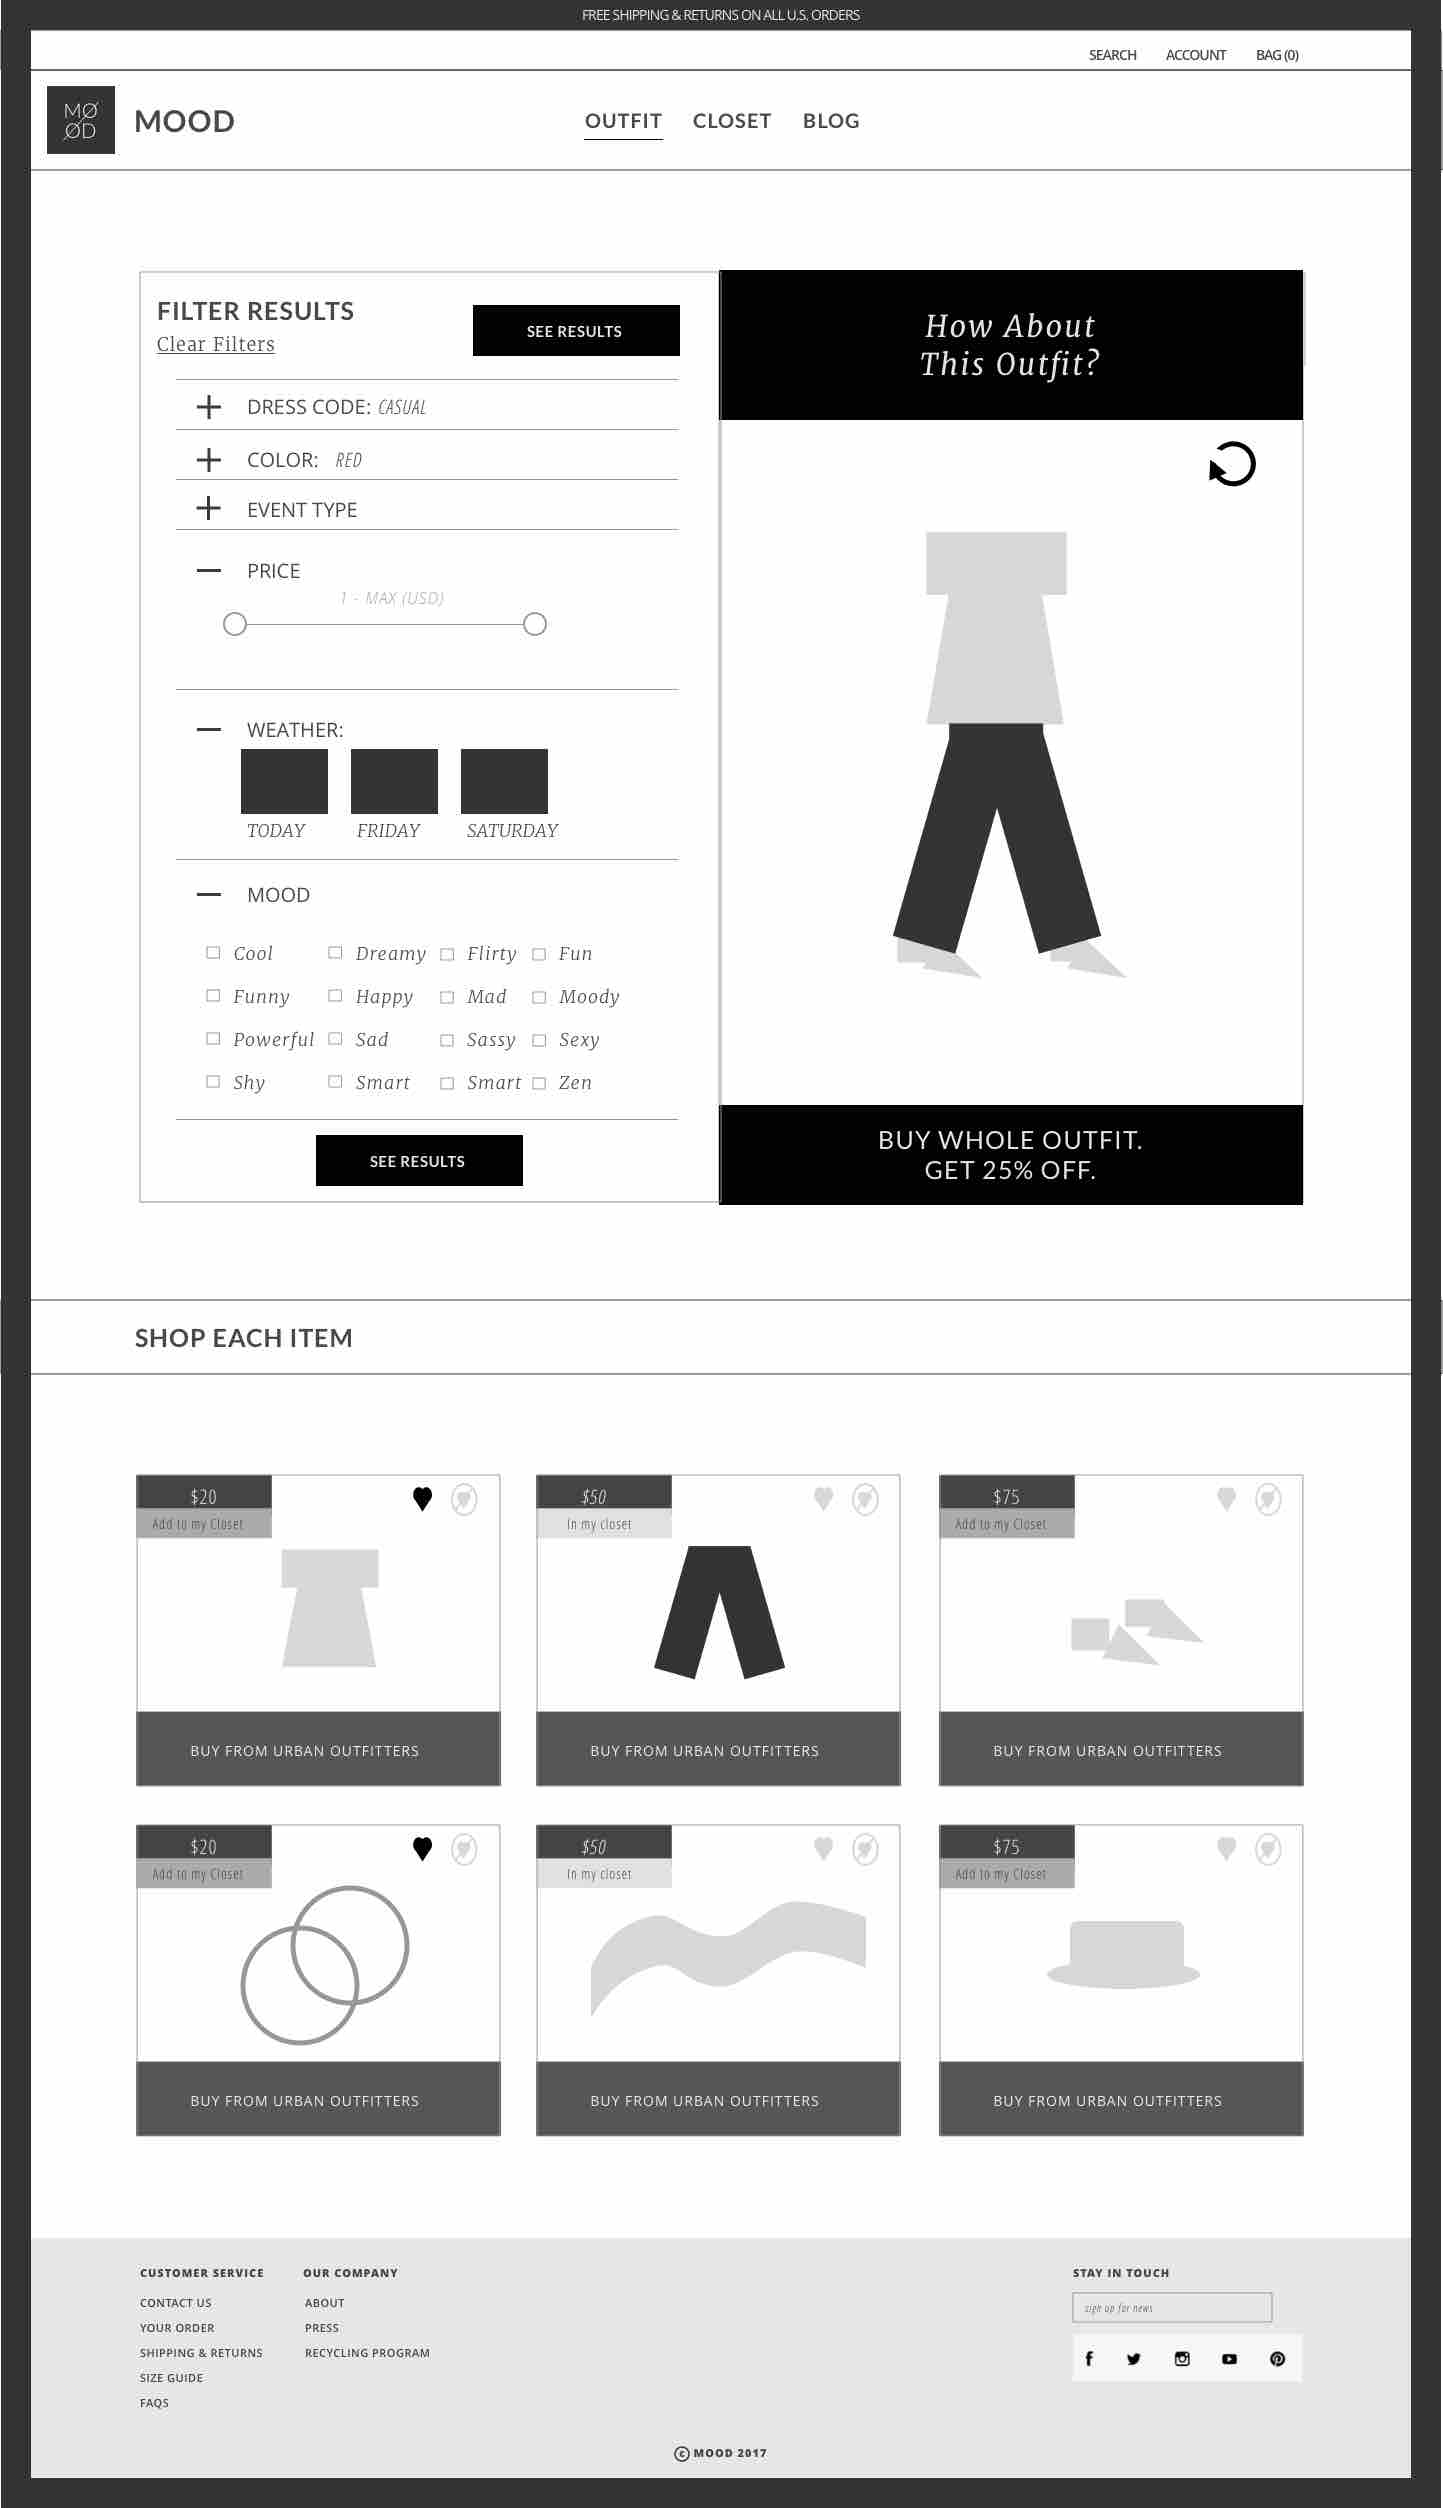 FREE SHIPPING & RETURNS ON ALL U.S. ORDERS
SEARCH ACCOUNT BAG (0)
MØ
ØD
MOOD
OUTFIT CLOSET BLOG
FILTER RESULTS
Clear Filters
SEE RESULTS
DRESS CODE: CASUAL
COLOR: RED
EVENT TYPE
PRICE
1 - MAX (USD)
WEATHER:
TODAY FRIDAY SATURDAY
MOOD
Cool Dreamy Flirty Fun
Funny Happy Mad Moody
Powerful Sad Sassy Sexy
Shy Smart Smart Zen
SEE RESULTS
How About
This Outfit?
BUY WHOLE OUTFIT.
GET 25% OFF.
SHOP EACH ITEM
$20
Add to my Closet
BUY FROM URBAN OUTFITTERS
$50
In my closet
BUY FROM URBAN OUTFITTERS
$75
Add to my Closet
BUY FROM URBAN OUTFITTERS
$20
Add to my Closet
BUY FROM URBAN OUTFITTERS
$50
In my closet
BUY FROM URBAN OUTFITTERS
$75
Add to my Closet
BUY FROM URBAN OUTFITTERS
CUSTOMER SERVICE
CONTACT US
YOUR ORDER
SHIPPING & RETURNS
SIZE GUIDE
FAQS
OUR COMPANY
ABOUT
PRESS
RECYCLING PROGRAM
STAY IN TOUCH
sign up for news
© MOOD 2017